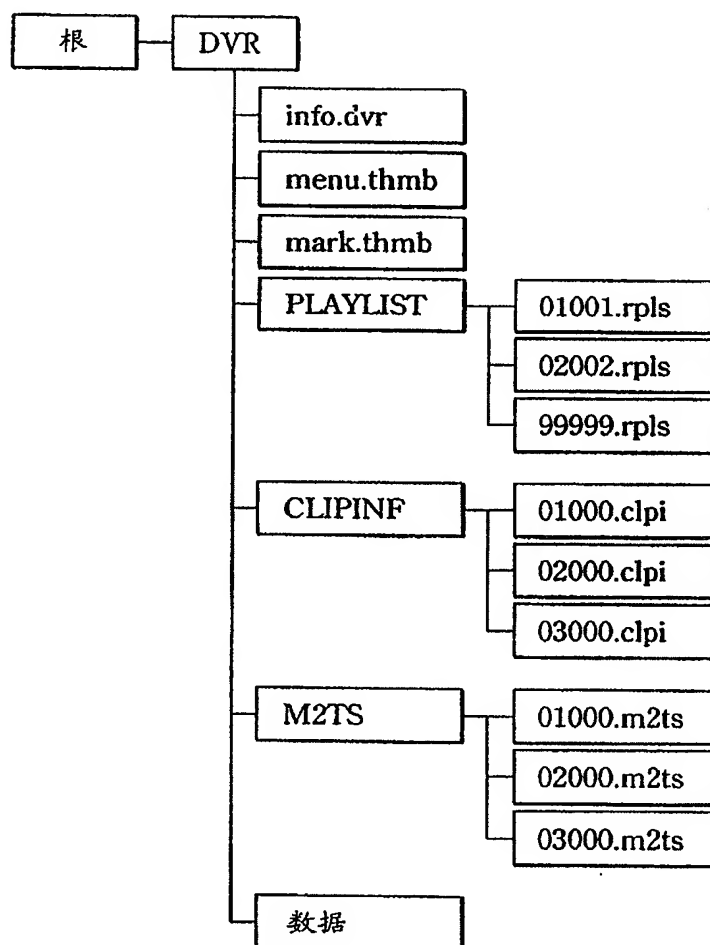 根
DVR
info.dvr
menu.thmb
mark.thmb
PLAYLIST
01001.rpls
02002.rpls
99999.rpls
CLIPINF
01000.clpi
02000.clpi
03000.clpi
M2TS
01000.m2ts
02000.m2ts
03000.m2ts
数据